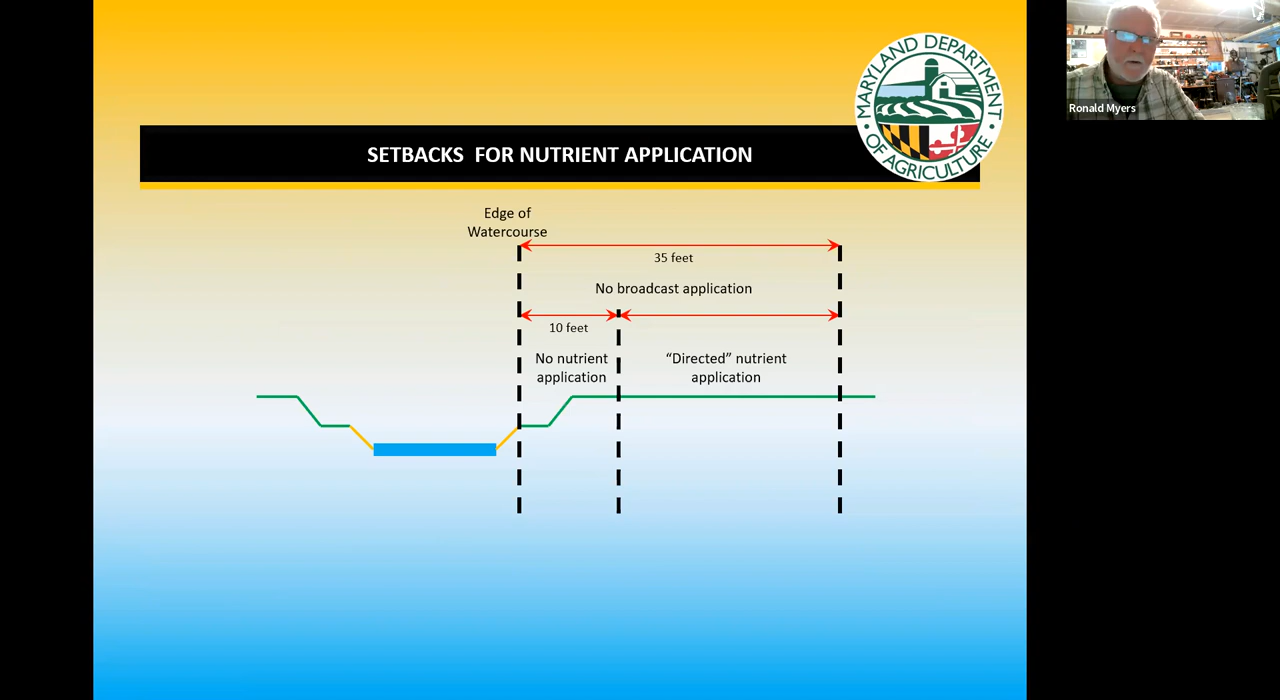 MARYLAND DEPARTMENT
OF AGRICULTURE
Ronald Myers
SETBACKS FOR NUTRIENT APPLICATION
Edge of
Watercourse
35 feet
No broadcast application
10 feet
No nutrient
application
“Directed” nutrient
application